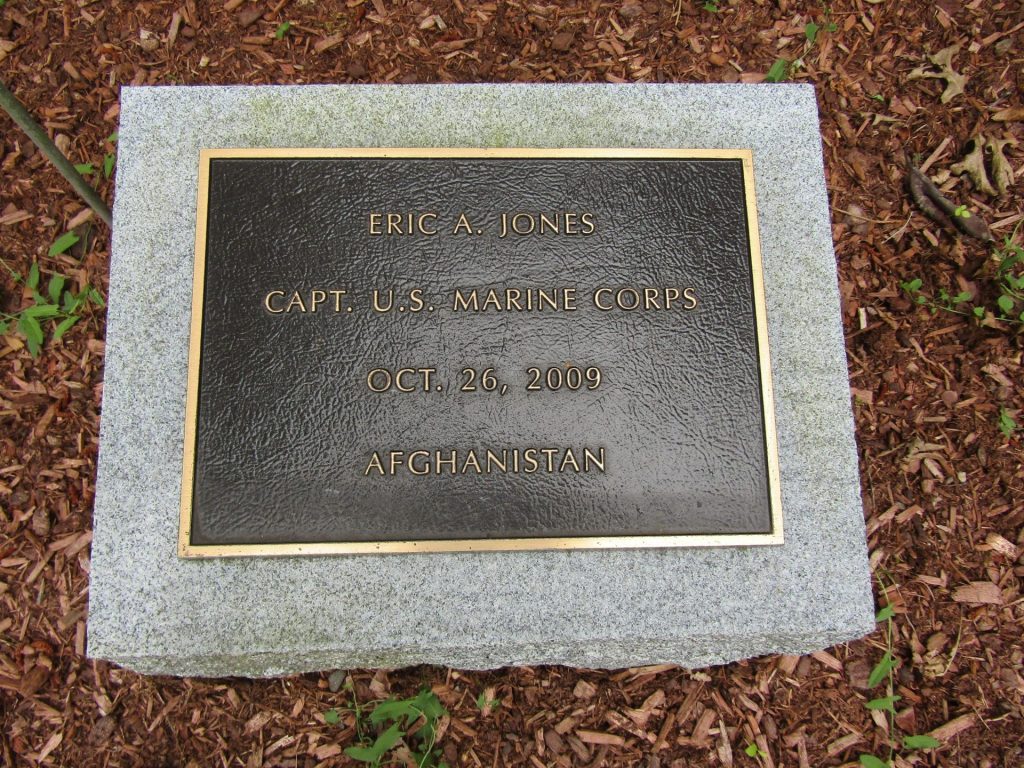 ERIC A. JONES
CAPT. U.S. MARINE CORPS
OCT. 26, 2009
AFGHANISTAN